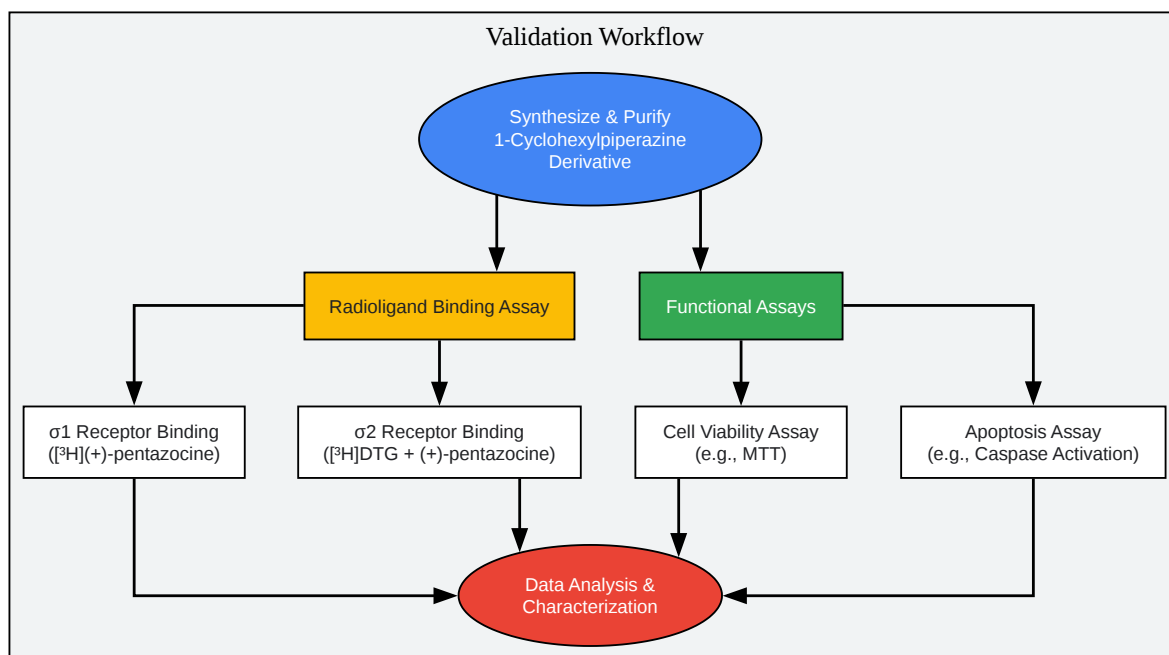 Validation Workflow
Synthesize & Purify
1-Cyclohexylpiperazine
Derivative
Radioligand Binding Assay
Functional Assays
σ1 Receptor Binding
([³H](+)-pentazocine)
σ2 Receptor Binding
([³H]DTG + (+)-pentazocine)
Cell Viability Assay
(e.g., MTT)
Apoptosis Assay
(e.g., Caspase Activation)
Data Analysis &
Characterization